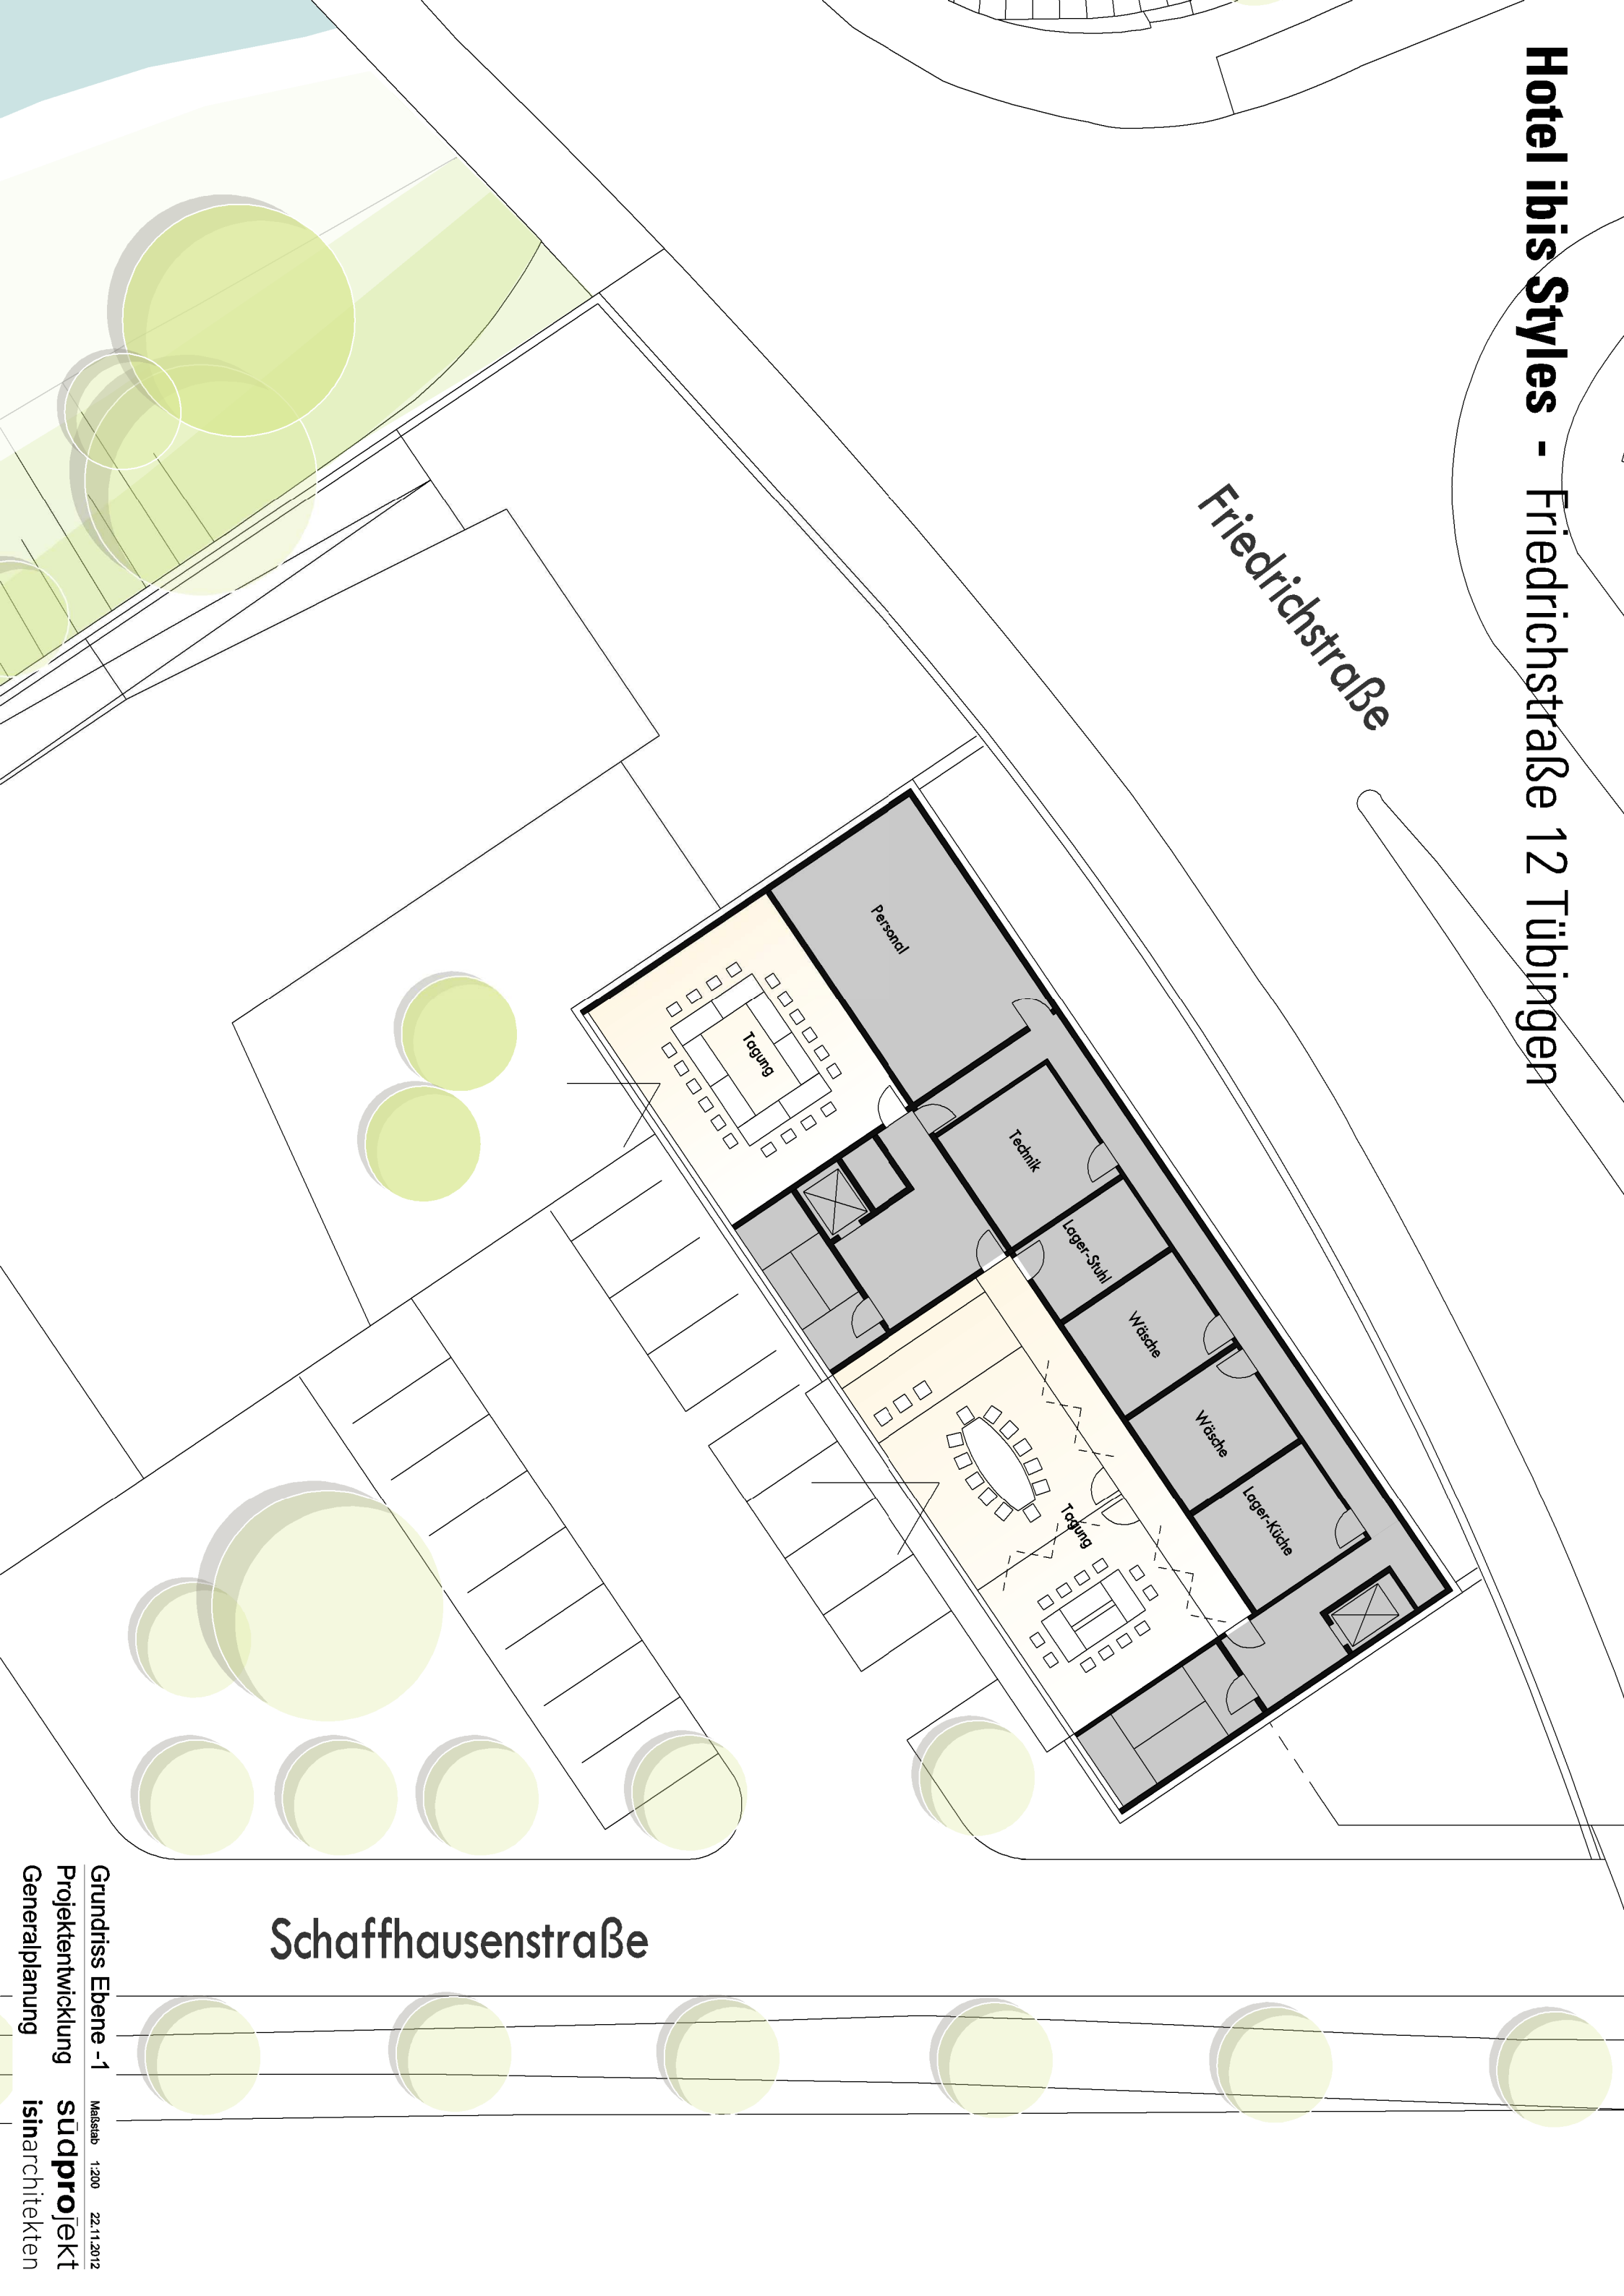 Hotel ibis Styles - Friedrichstraße 12 Tübingen
Friedrichstraße
Personal
Tagung
Technik
Lager-Stuhl
Wäsche
Wäsche
Lager-Küche
Tagung
Schaffhausenstraße
Grundriss Ebene -1 Maßstab 1:200 22.11.2012
Projektentwicklung südprojekt
Generalplanung isinarchitekten